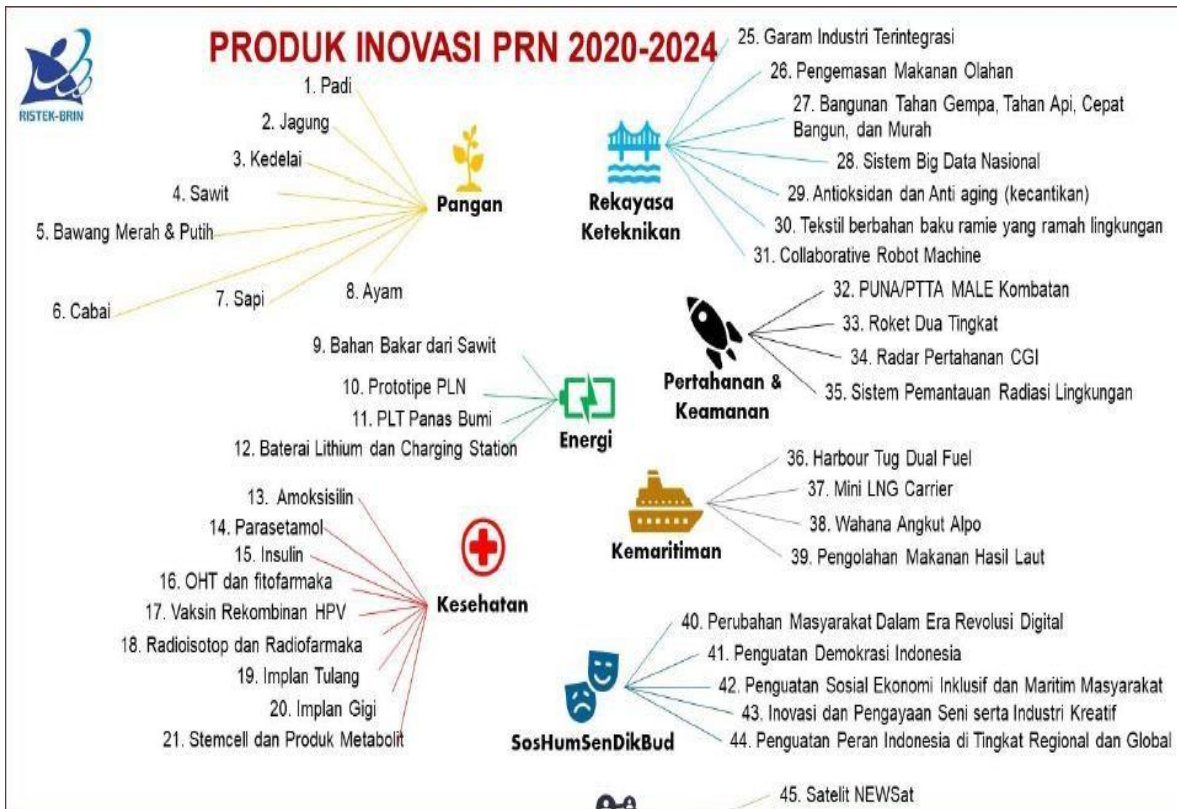 RISTEK-BRIN
PRODUK INOVASI PRN 2020-2024
1. Padi
2. Jagung
3. Kedelai
4. Sawit
5. Bawang Merah & Putih
6. Cabai
7. Sapi
8. Ayam
Pangan
9. Bahan Bakar dari Sawit
10. Prototipe PLN
11. PLT Panas Bumi
12. Baterai Lithium dan Charging Station
Energi
13. Amoksisilin
14. Parasetamol
15. Insulin
16. OHT dan fitofarmaka
17. Vaksin Rekombinan HPV
18. Radioisotop dan Radiofarmaka
19. Implan Tulang
20. Implan Gigi
21. Stemcell dan Produk Metabolit
Kesehatan
25. Garam Industri Terintegrasi
26. Pengemasan Makanan Olahan
27. Bangunan Tahan Gempa, Tahan Api, Cepat
Bangun, dan Murah
28. Sistem Big Data Nasional
29. Antioksidan dan Anti aging (kecantikan)
30. Tekstil berbahan baku ramie yang ramah lingkungan
31. Collaborative Robot Machine
Rekayasa
Keteknikan
32. PUNA/PTTA MALE Kombatan
33. Roket Dua Tingkat
34. Radar Pertahanan CGI
35. Sistem Pemantauan Radiasi Lingkungan
Pertahanan &
Keamanan
36. Harbour Tug Dual Fuel
37. Mini LNG Carrier
38. Wahana Angkut Alpo
39. Pengolahan Makanan Hasil Laut
Kemaritiman
40. Perubahan Masyarakat Dalam Era Revolusi Digital
41. Penguatan Demokrasi Indonesia
42. Penguatan Sosial Ekonomi Inklusif dan Maritim Masyarakat
43. Inovasi dan Pengayaan Seni serta Industri Kreatif
44. Penguatan Peran Indonesia di Tingkat Regional dan Global
SosHumSenDikBud
45. Satelit NEWSat